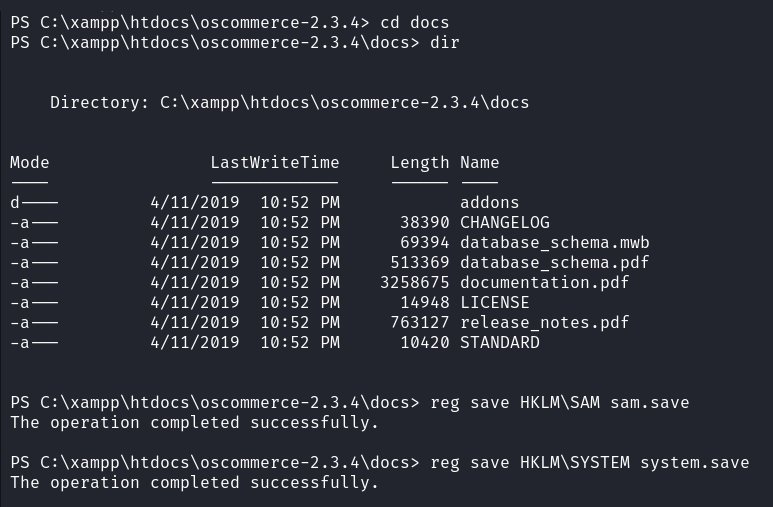 PS C:\xampp\htdocs\oscommerce-2.3.4> cd docs
PS C:\xampp\htdocs\oscommerce-2.3.4\docs> dir
Directory: C:\xampp\htdocs\oscommerce-2.3.4\docs
Mode LastWriteTime Length Name
---- ------------- ------ ----
d---- 4/11/2019 10:52 PM addons
-a--- 4/11/2019 10:52 PM 38390 CHANGELOG
-a--- 4/11/2019 10:52 PM 69394 database_schema.mwb
-a--- 4/11/2019 10:52 PM 513369 database_schema.pdf
-a--- 4/11/2019 10:52 PM 3258675 documentation.pdf
-a--- 4/11/2019 10:52 PM 14948 LICENSE
-a--- 4/11/2019 10:52 PM 763127 release_notes.pdf
-a--- 4/11/2019 10:52 PM 10420 STANDARD
PS C:\xampp\htdocs\oscommerce-2.3.4\docs> reg save HKLM\SAM sam.save
The operation completed successfully.
PS C:\xampp\htdocs\oscommerce-2.3.4\docs> reg save HKLM\SYSTEM system.save
The operation completed successfully.